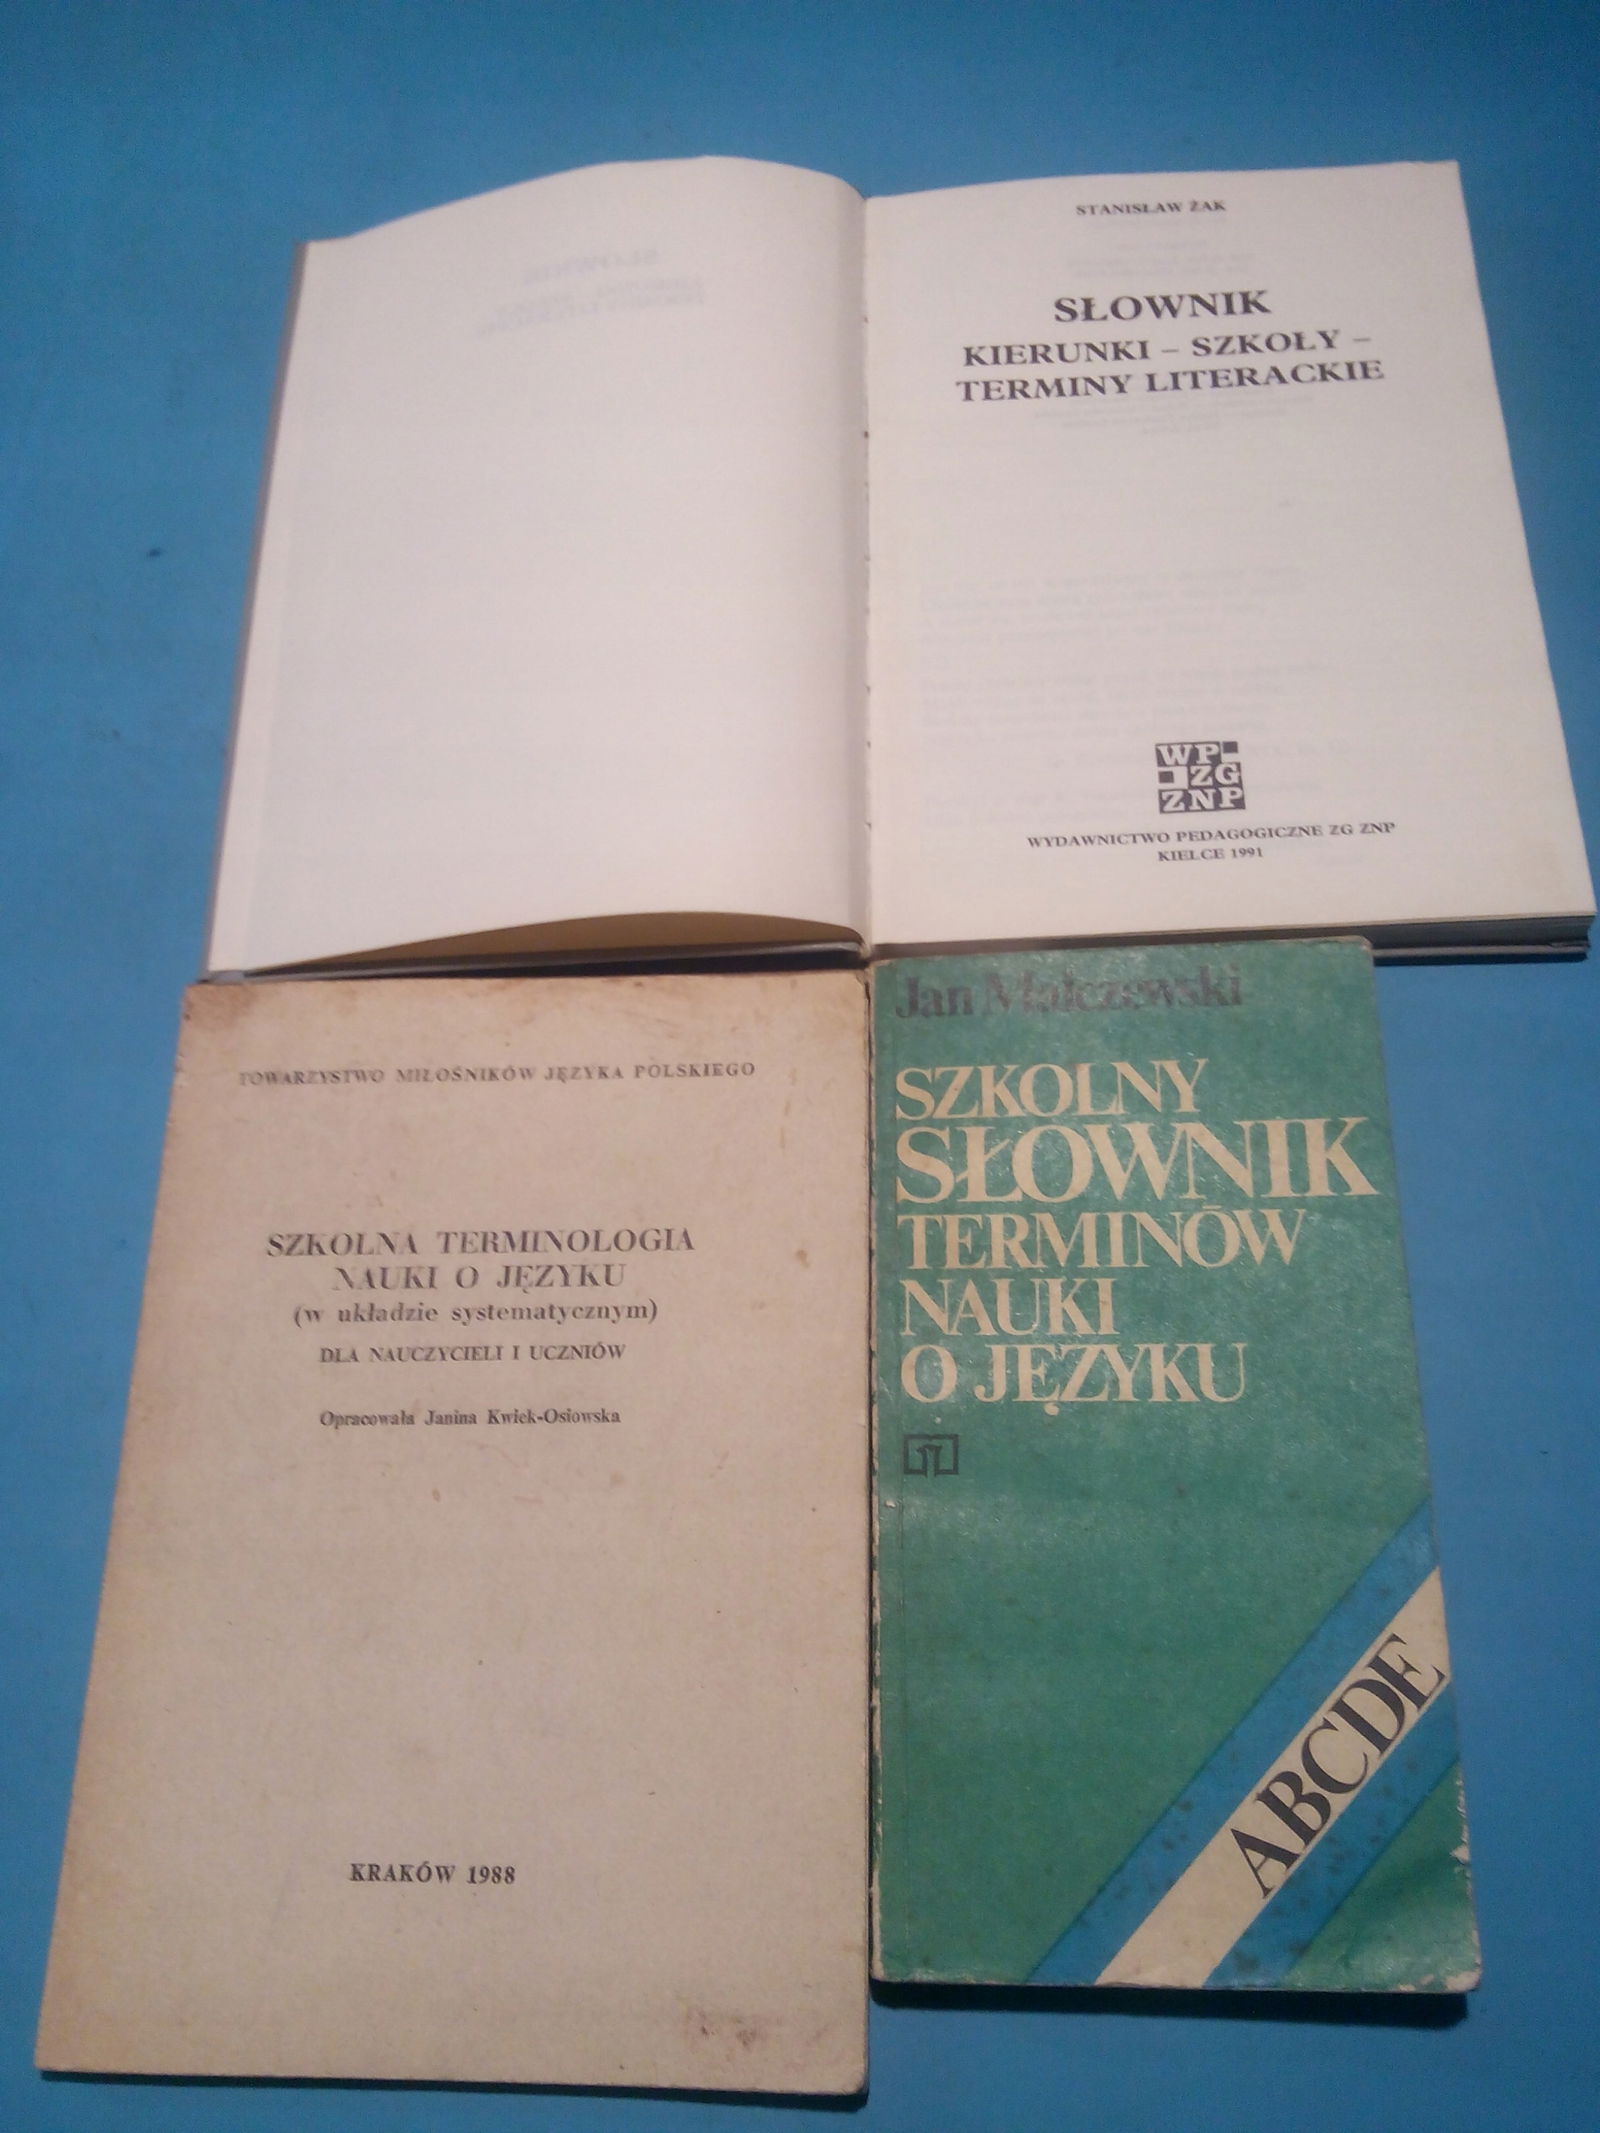 STANISŁAW ŻAK
SŁOWNIK
KIERUNKI – SZKOŁY –
TERMINY LITERACKIE
WP
ZG
ZNP
WYDAWNICTWO PEDAGOGICZNE ZG ZNP
KIELCE 1991
TOWARZYSTWO MIŁOŚNIKÓW JĘZYKA POLSKIEGO
SZKOLNA TERMINOLOGIA
NAUKI O JĘZYKU
(w układzie systematycznym)
DLA NAUCZYCIELI I UCZNIÓW
Opracowała Janina Kwiek-Osiowska
KRAKÓW 1988
Jan Malczewski
SZKOLNY
SŁOWNIK
TERMINÓW
NAUKI
O JĘZYKU
ABCDE